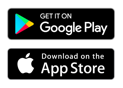 GET IT ON
Google Play
Download on the
App Store